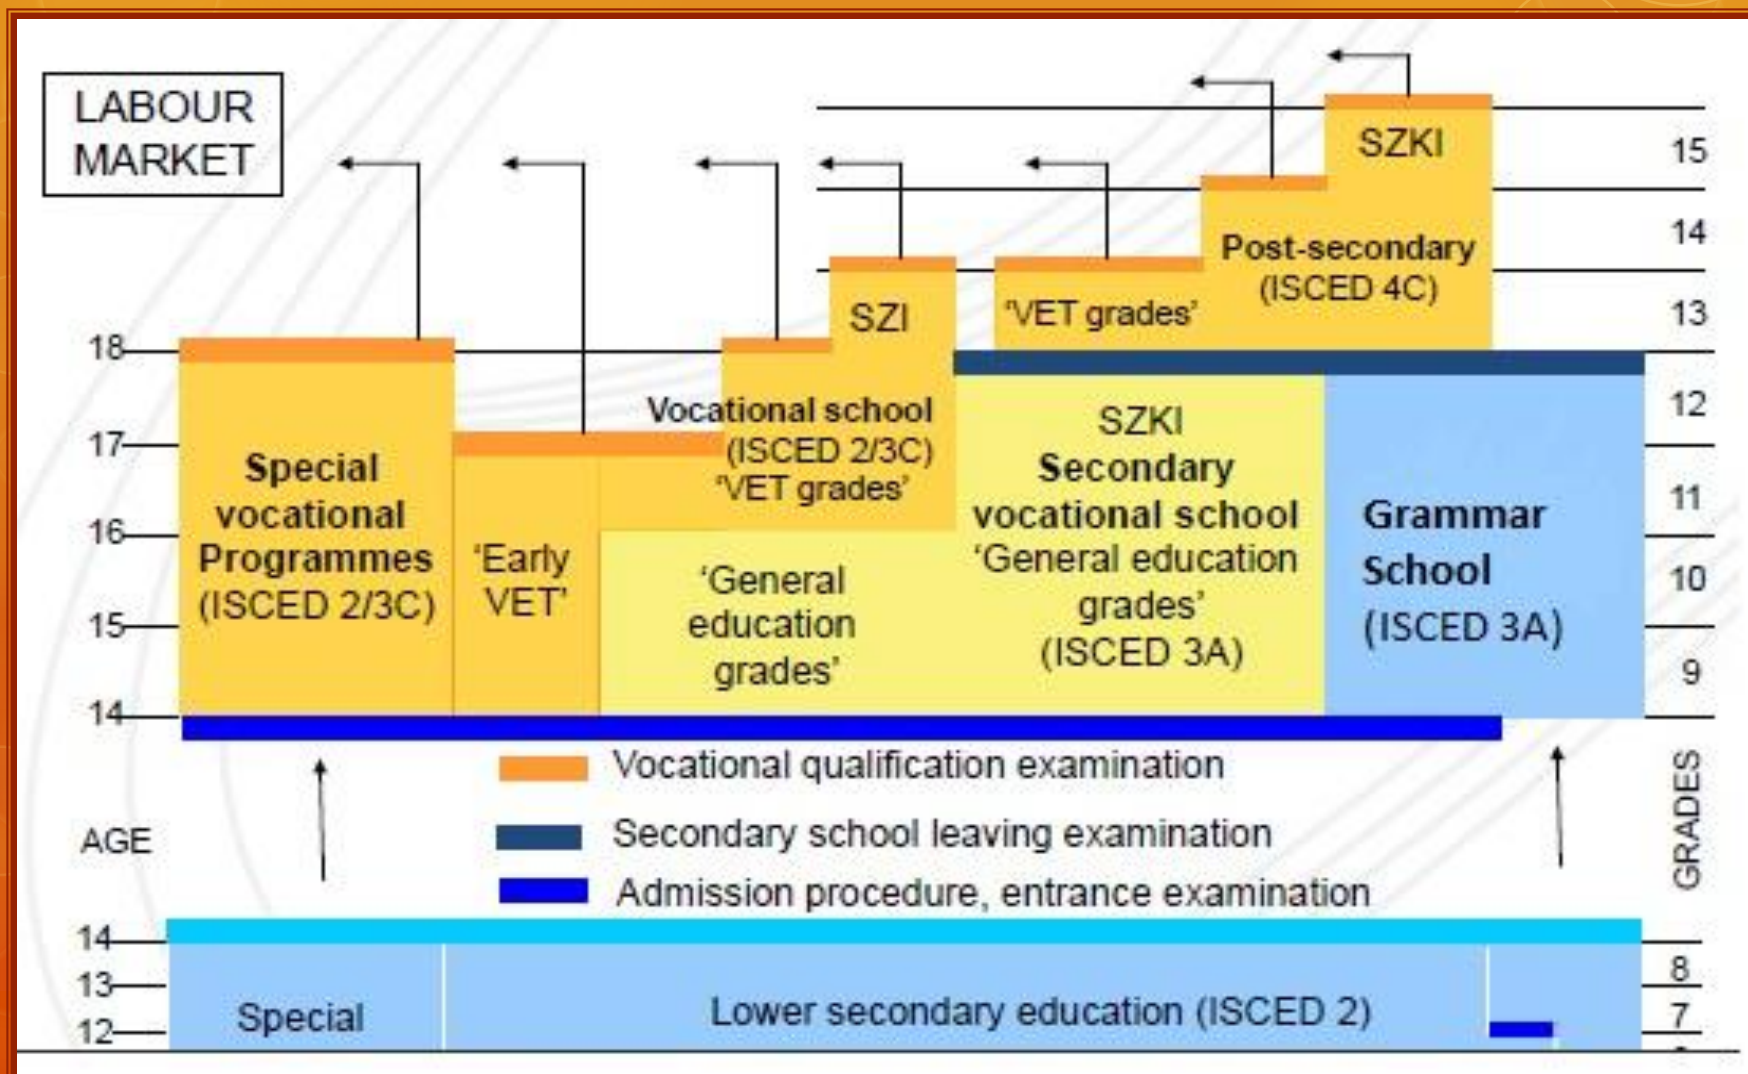 LABOUR
MARKET
SZKI
15
14
Post-secondary
(ISCED 4C)
SZI
'VET grades'
13
18
Vocational school
(ISCED 2/3C)
'VET grades'
SZKI
Secondary
vocational school
'General education
grades'
(ISCED 3A)
12
17
Special
vocational
Programmes
(ISCED 2/3C)
11
Grammar
School
(ISCED 3A)
16
'Early
VET'
'General
education
grades'
10
15
9
14
Vocational qualification examination
Secondary school leaving examination
Admission procedure, entrance examination
AGE
GRADES
14
8
13
Special
Lower secondary education (ISCED 2)
7
12